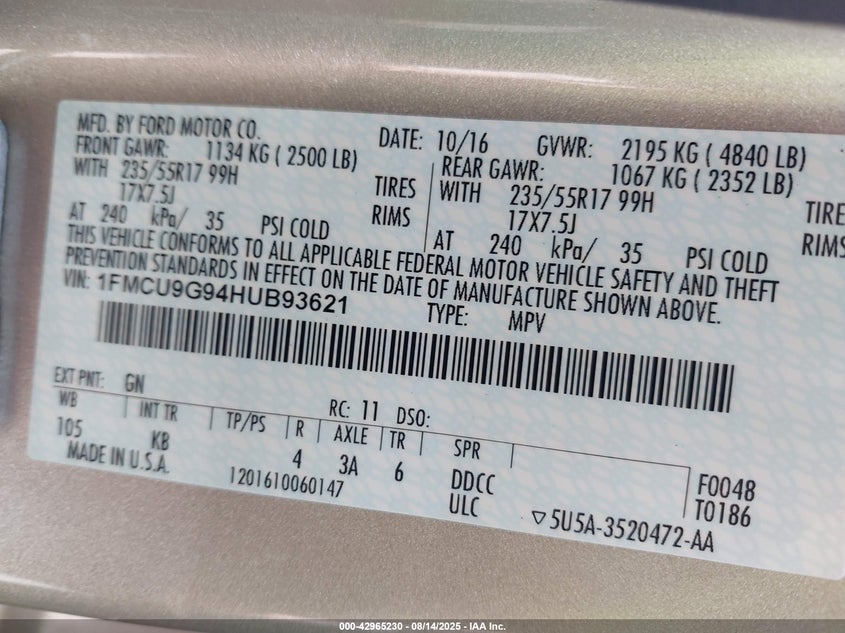 MFD. BY FORD MOTOR CO. DATE: 10/16 GVWR: 2195 KG ( 4840 LB)
FRONT GAWR: 1134 KG ( 2500 LB) REAR GAWR: 1067 KG ( 2352 LB)
WITH 235/55R17 99H TIRES WITH 235/55R17 99H TIRE
17X7.5J RIMS 17X7.5J RIMS
AT 240 kPa/ 35 PSI COLD AT 240 kPa/ 35 PSI COLD
THIS VEHICLE CONFORMS TO ALL APPLICABLE FEDERAL MOTOR VEHICLE SAFETY AND THEFT
PREVENTION STANDARDS IN EFFECT ON THE DATE OF MANUFACTURE SHOWN ABOVE.
VIN: 1FMCU9G94HUB93621 TYPE: MPV
EXT PNT: GN RC: 11 DSO:
WB INT TR TP/PS R AXLE TR SPR
105 KB 4 3A 6 DDCC F0048
MADE IN U.S.A. 1201610060147 ULC T0186
▽5U5A-3520472-AA
000-42965230 - 08/14/2025 - IAA Inc.